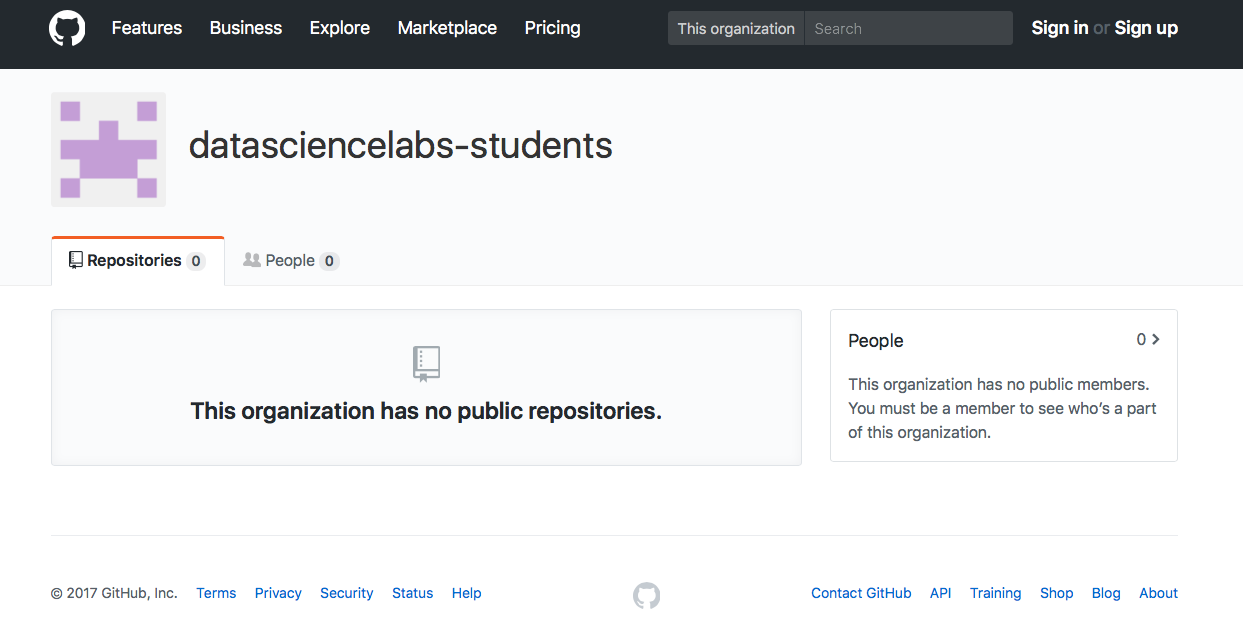 Features Business Explore Marketplace Pricing This organization Search Sign in or Sign up
datasciencelabs-students
Repositories 0 People 0
This organization has no public repositories.
People 0
This organization has no public members.
You must be a member to see who’s a part
of this organization.
© 2017 GitHub, Inc. Terms Privacy Security Status Help Contact GitHub API Training Shop Blog About